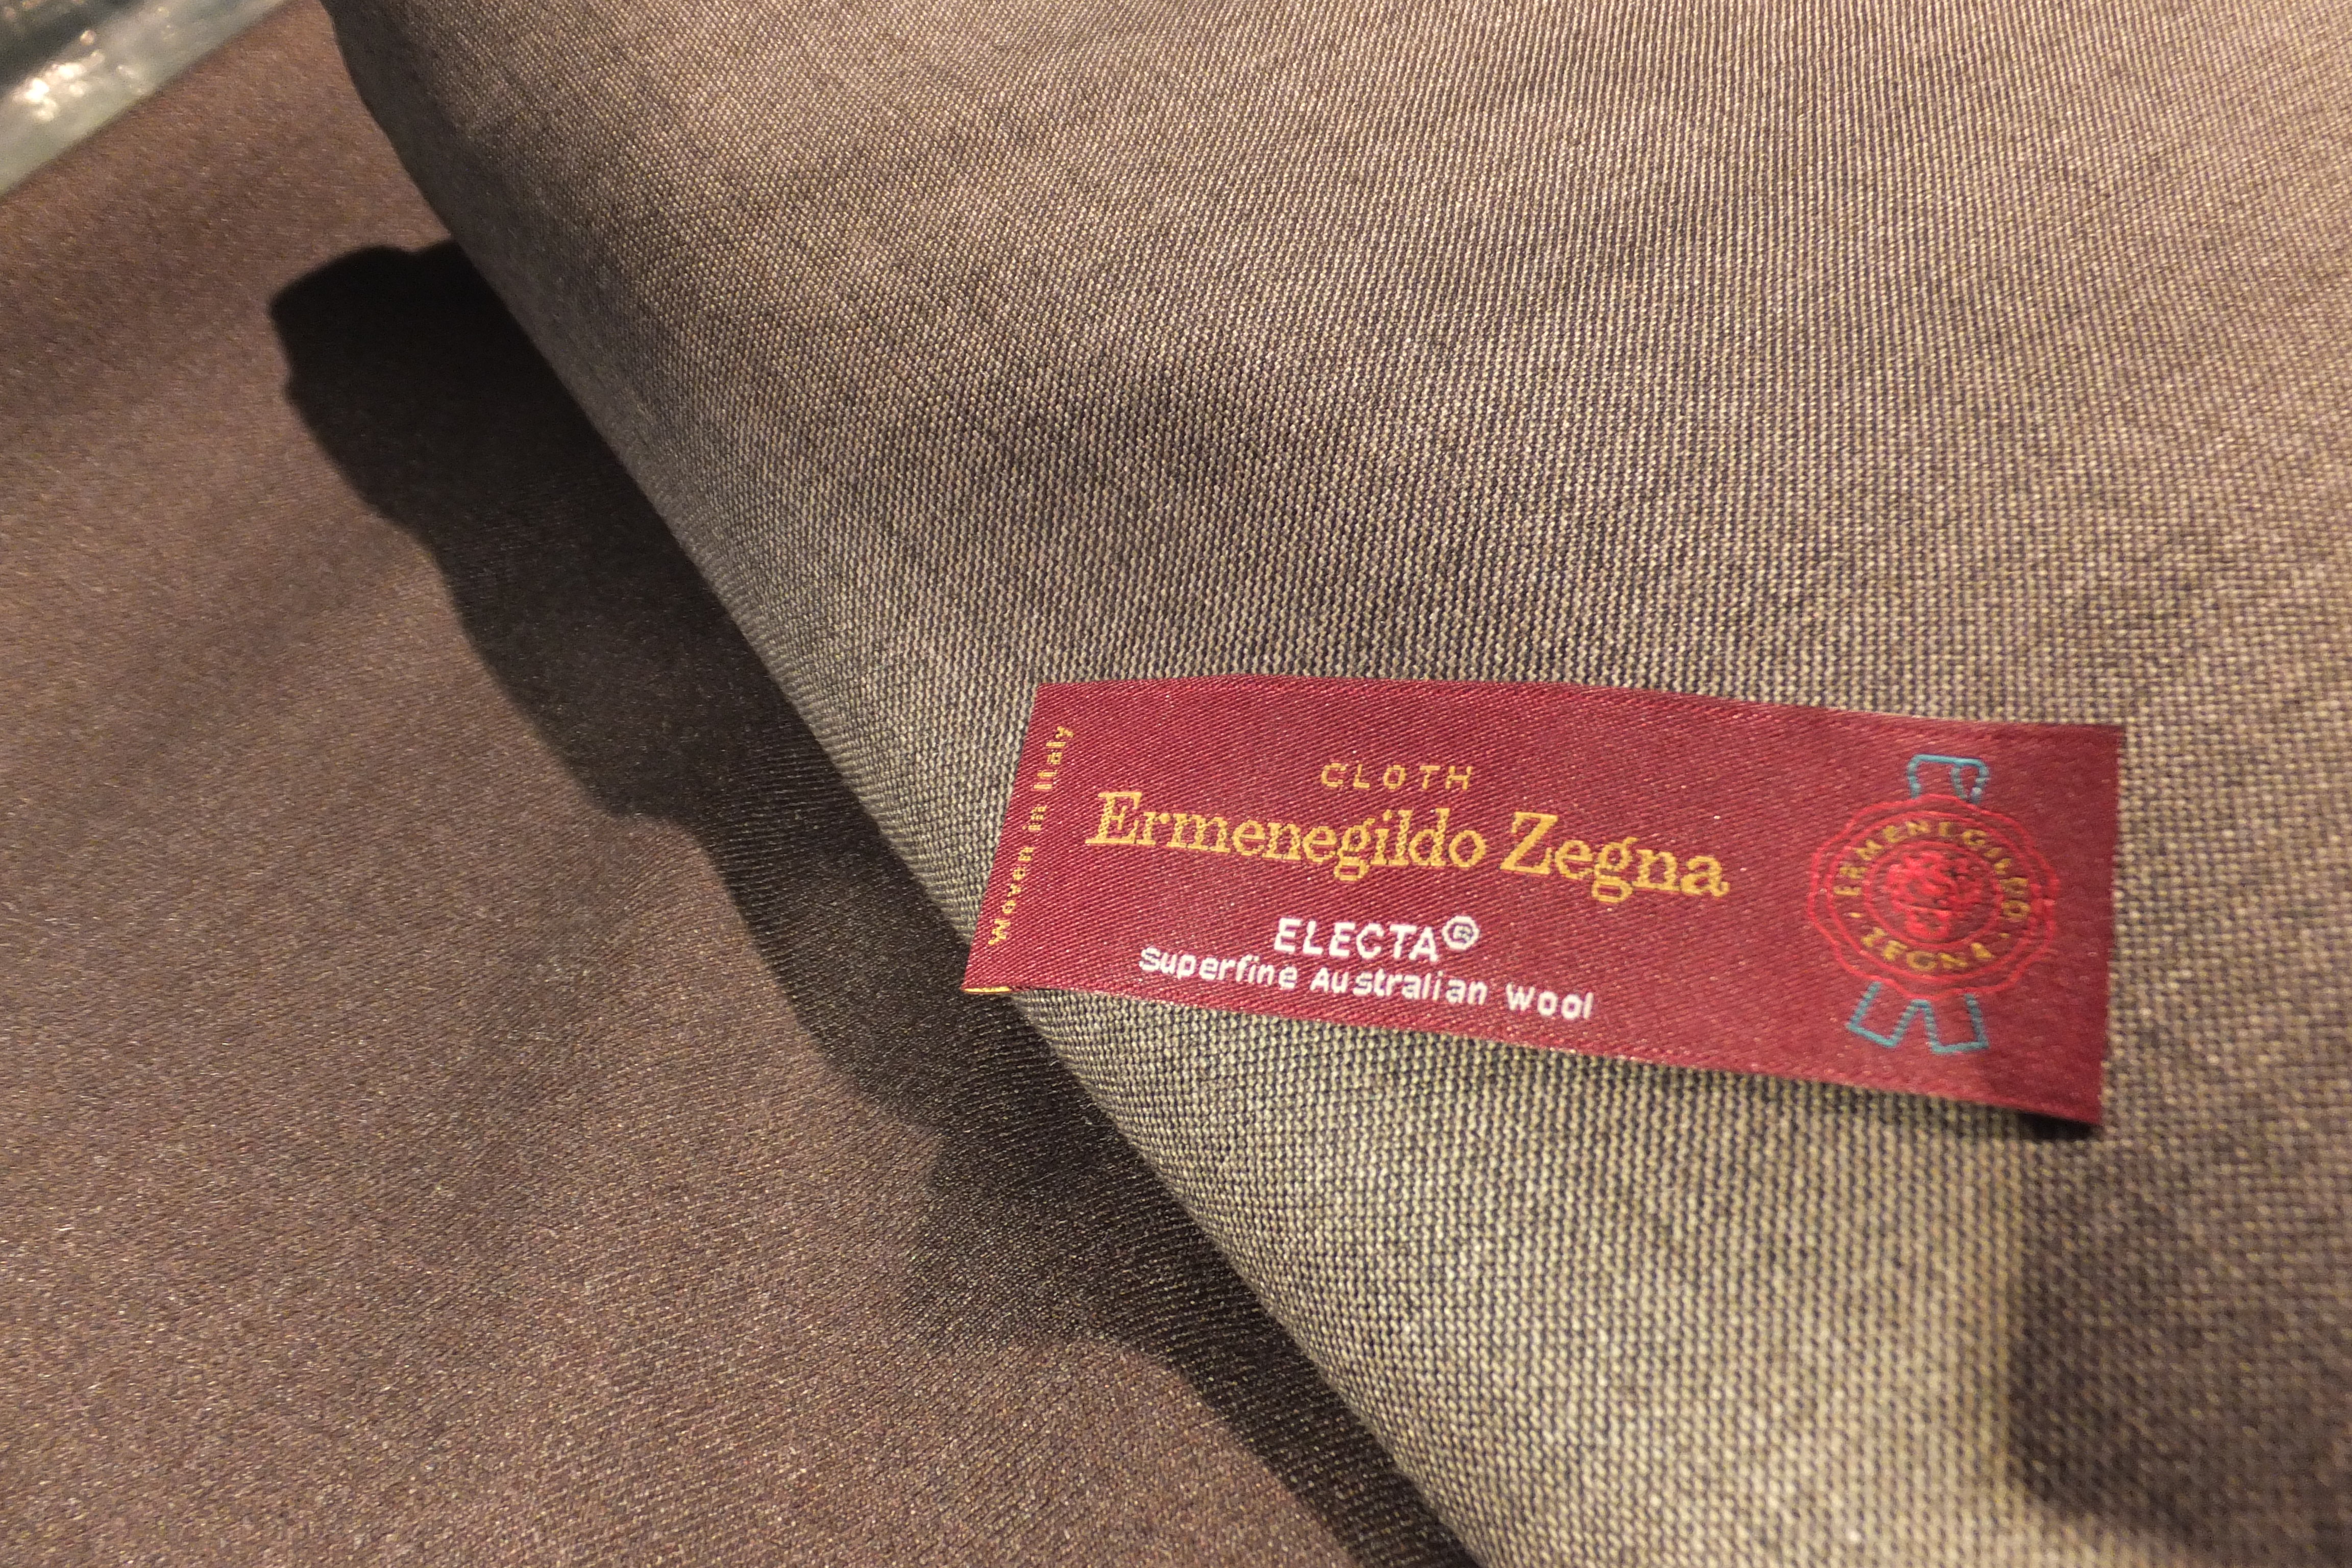 Woven in Italy
CLOTH
Ermenegildo Zegna
ELECTA®
Superfine Australian Wool
ERMENEGILDO
ZEGNA